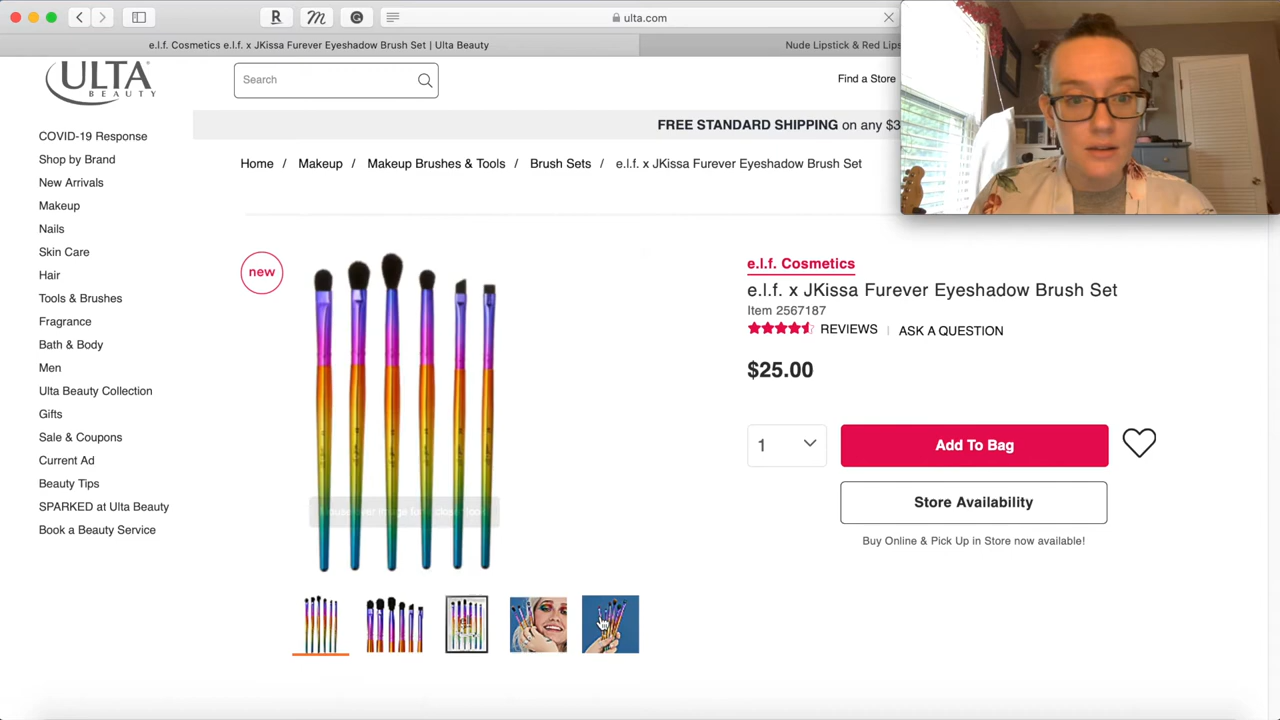 ulta.com
e.l.f. Cosmetics e.l.f. x JKissa Furever Eyeshadow Brush Set | Ulta Beauty
Nude Lipstick & Red Lips
ULTA
BEAUTY
Search
Find a Store
FREE STANDARD SHIPPING on any $3
COVID-19 Response
Shop by Brand
New Arrivals
Makeup
Nails
Skin Care
Hair
Tools & Brushes
Fragrance
Bath & Body
Men
Ulta Beauty Collection
Gifts
Sale & Coupons
Current Ad
Beauty Tips
SPARKED at Ulta Beauty
Book a Beauty Service
Home / Makeup / Makeup Brushes & Tools / Brush Sets / e.l.f. x JKissa Furever Eyeshadow Brush Set
new
e.l.f. Cosmetics
e.l.f. x JKissa Furever Eyeshadow Brush Set
Item 2567187
REVIEWS | ASK A QUESTION
$25.00
1
Add To Bag
Store Availability
Buy Online & Pick Up in Store now available!